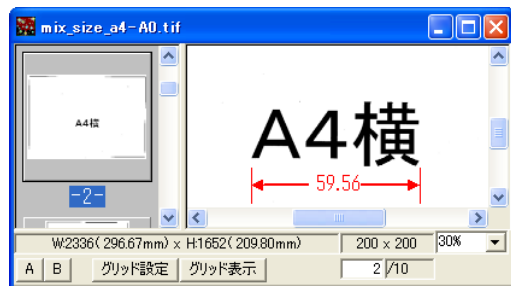 mix_size_a4-A0.tif
A4横
-2-
A4横
59.56
W:2336( 296.67mm) × H:1652( 209.80mm)
200 × 200
30%
A
B
グリッド設定
グリッド表示
2 /10